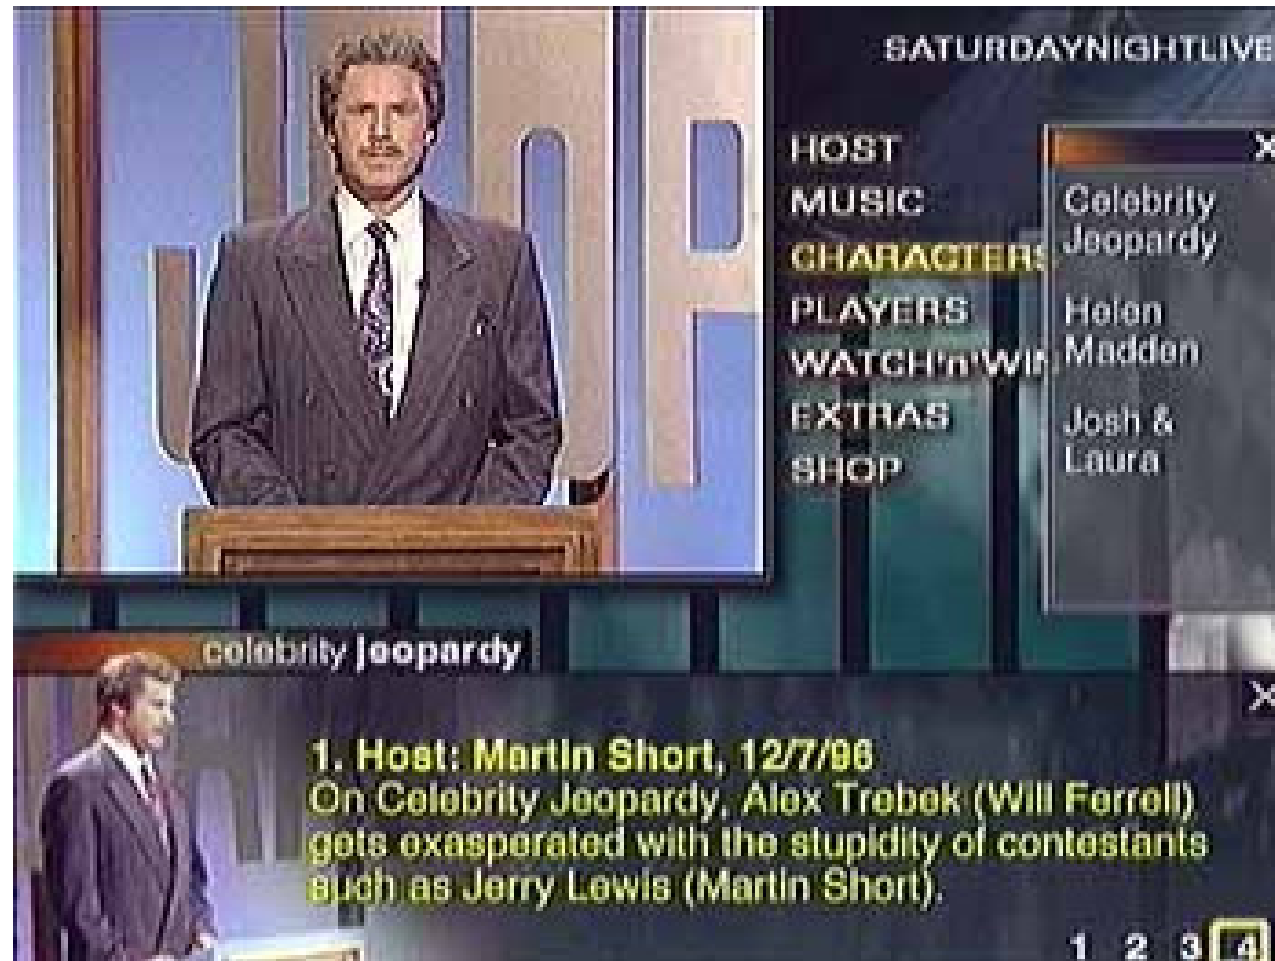 SATURDAYNIGHTLIVE
HOST
MUSIC
CHARACTERS
PLAYERS
WATCH'n'WIN
EXTRAS
SHOP
X
Celebrity
Jeopardy
Helen
Madden
Josh &
Laura
celebrity jeopardy
X
1. Host: Martin Short, 12/7/96
On Celebrity Jeopardy, Alex Trebek (Will Ferrell)
gets exasperated with the stupidity of contestants
such as Jerry Lewis (Martin Short).
1 2 3 4